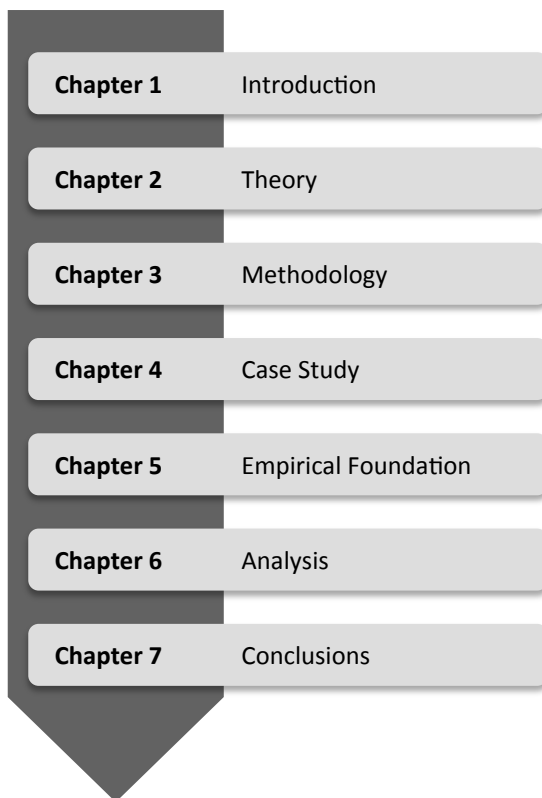 Chapter 1 Introduction
Chapter 2 Theory
Chapter 3 Methodology
Chapter 4 Case Study
Chapter 5 Empirical Foundation
Chapter 6 Analysis
Chapter 7 Conclusions